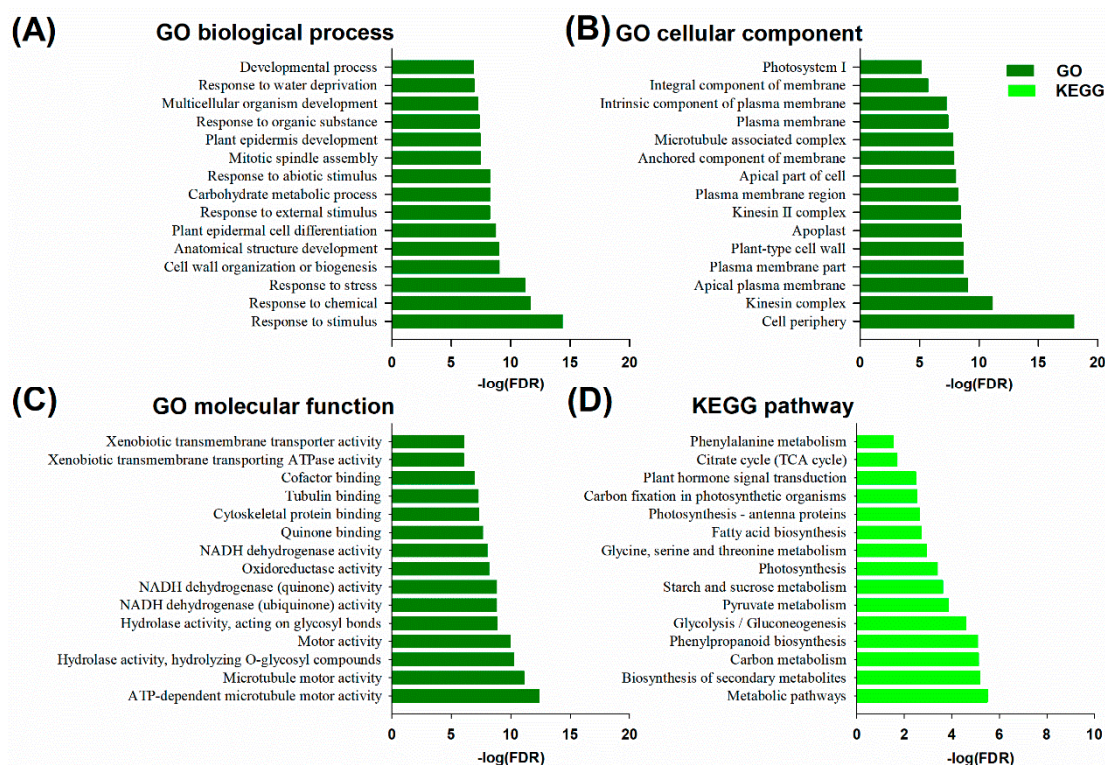 (A) GO biological process
Developmental process
Response to water deprivation
Multicellular organism development
Response to organic substance
Plant epidermis development
Mitotic spindle assembly
Response to abiotic stimulus
Carbohydrate metabolic process
Response to external stimulus
Plant epidermal cell differentiation
Anatomical structure development
Cell wall organization or biogenesis
Response to stress
Response to chemical
Response to stimulus
0 5 10 15 20
-log(FDR)
(B) GO cellular component
Photosystem I
Integral component of membrane
Intrinsic component of plasma membrane
Plasma membrane
Microtubule associated complex
Anchored component of membrane
Apical part of cell
Plasma membrane region
Kinesin II complex
Apoplast
Plant-type cell wall
Plasma membrane part
Apical plasma membrane
Kinesin complex
Cell periphery
0 5 10 15 20
-log(FDR)
GO
KEGG
(C) GO molecular function
Xenobiotic transmembrane transporter activity
Xenobiotic transmembrane transporting ATPase activity
Cofactor binding
Tubulin binding
Cytoskeletal protein binding
Quinone binding
NADH dehydrogenase activity
Oxidoreductase activity
NADH dehydrogenase (quinone) activity
NADH dehydrogenase (ubiquinone) activity
Hydrolase activity, acting on glycosyl bonds
Motor activity
Hydrolase activity, hydrolyzing O-glycosyl compounds
Microtubule motor activity
ATP-dependent microtubule motor activity
0 5 10 15 20
-log(FDR)
(D) KEGG pathway
Phenylalanine metabolism
Citrate cycle (TCA cycle)
Plant hormone signal transduction
Carbon fixation in photosynthetic organisms
Photosynthesis - antenna proteins
Fatty acid biosynthesis
Glycine, serine and threonine metabolism
Photosynthesis
Starch and sucrose metabolism
Pyruvate metabolism
Glycolysis / Gluconeogenesis
Phenylpropanoid biosynthesis
Carbon metabolism
Biosynthesis of secondary metabolites
Metabolic pathways
0 2 4 6 8 10
-log(FDR)